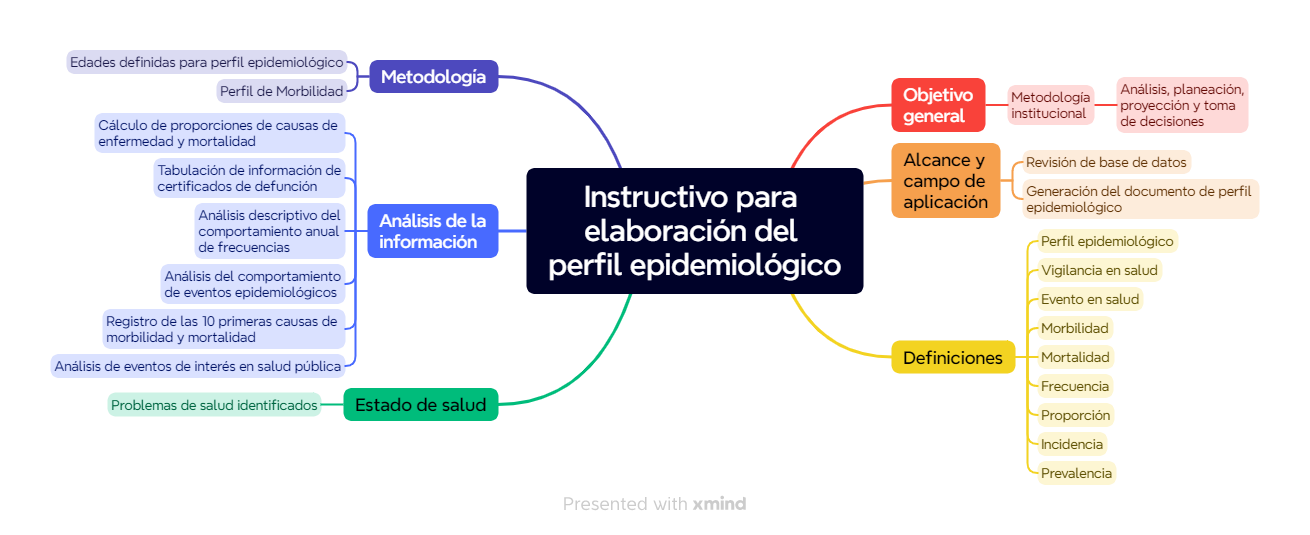 Instructivo para
elaboración del
perfil epidemiológico
Objetivo
general
Metodología
institucional
Análisis, planeación,
proyección y toma
de decisiones
Alcance y
campo de
aplicación
Revisión de base de datos
Generación del documento de perfil
epidemiológico
Definiciones
Perfil epidemiológico
Vigilancia en salud
Evento en salud
Morbilidad
Mortalidad
Frecuencia
Proporción
Incidencia
Prevalencia
Metodología
Edades definidas para perfil epidemiológico
Perfil de Morbilidad
Análisis de la
información
Cálculo de proporciones de causas de
enfermedad y mortalidad
Tabulación de información de
certificados de defunción
Análisis descriptivo del
comportamiento anual
de frecuencias
Análisis del comportamiento
de eventos epidemiológicos
Registro de las 10 primeras causas de
morbilidad y mortalidad
Análisis de eventos de interés en salud pública
Estado de salud
Problemas de salud identificados
Presented with xmind